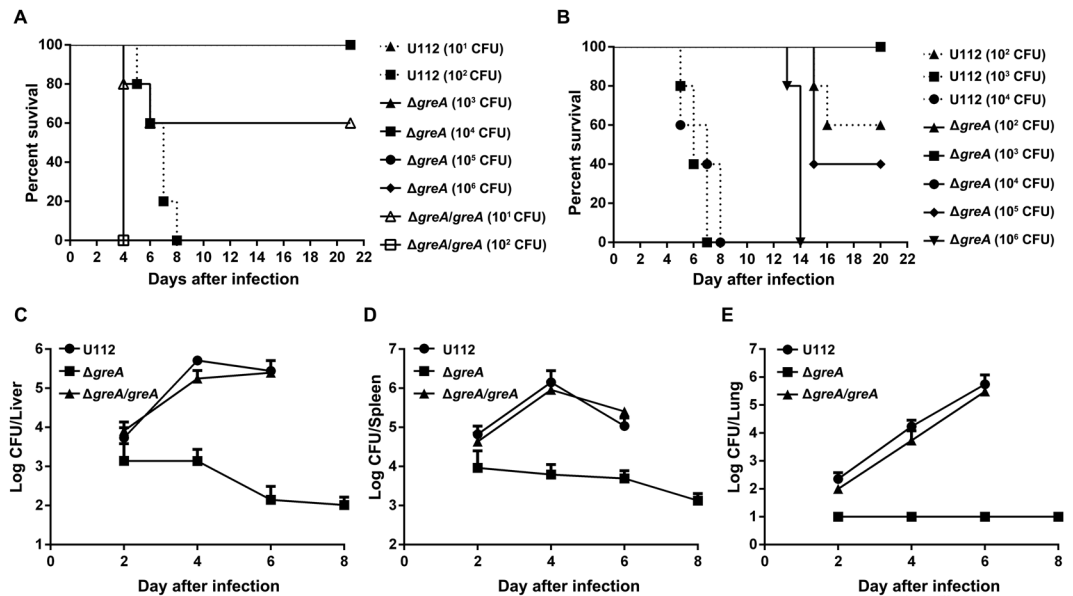 A
Percent suvival
100
80
60
40
20
0
0 2 4 6 8 10 12 14 16 18 20 22
Days after infection
U112 (10¹ CFU)
U112 (10² CFU)
ΔgreA (10³ CFU)
ΔgreA (10⁴ CFU)
ΔgreA (10⁵ CFU)
ΔgreA (10⁶ CFU)
ΔgreA/greA (10¹ CFU)
ΔgreA/greA (10² CFU)
B
Percent survival
100
80
60
40
20
0
0 2 4 6 8 10 12 14 16 18 20 22
Day after infection
U112 (10² CFU)
U112 (10³ CFU)
U112 (10⁴ CFU)
ΔgreA (10² CFU)
ΔgreA (10³ CFU)
ΔgreA (10⁴ CFU)
ΔgreA (10⁵ CFU)
ΔgreA (10⁶ CFU)
C
Log CFU/Liver
6
5
4
3
2
1
0 2 4 6 8
Day after infection
U112
ΔgreA
ΔgreA/greA
D
Log CFU/Spleen
7
6
5
4
3
2
0 2 4 6 8
Day after infection
U112
ΔgreA
ΔgreA/greA
E
Log CFU/Lung
7
6
5
4
3
2
1
0
0 2 4 6 8
Day after infection
U112
ΔgreA
ΔgreA/greA